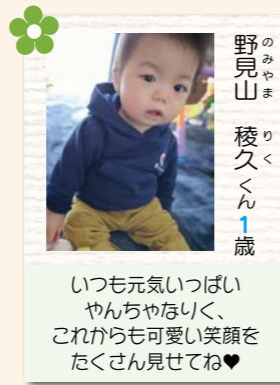 野見山 稜久くん1歳
のみやま りく
いつも元気いっぱい
やんちゃなりく、
これからも可愛い笑顔を
たくさん見せてね♥